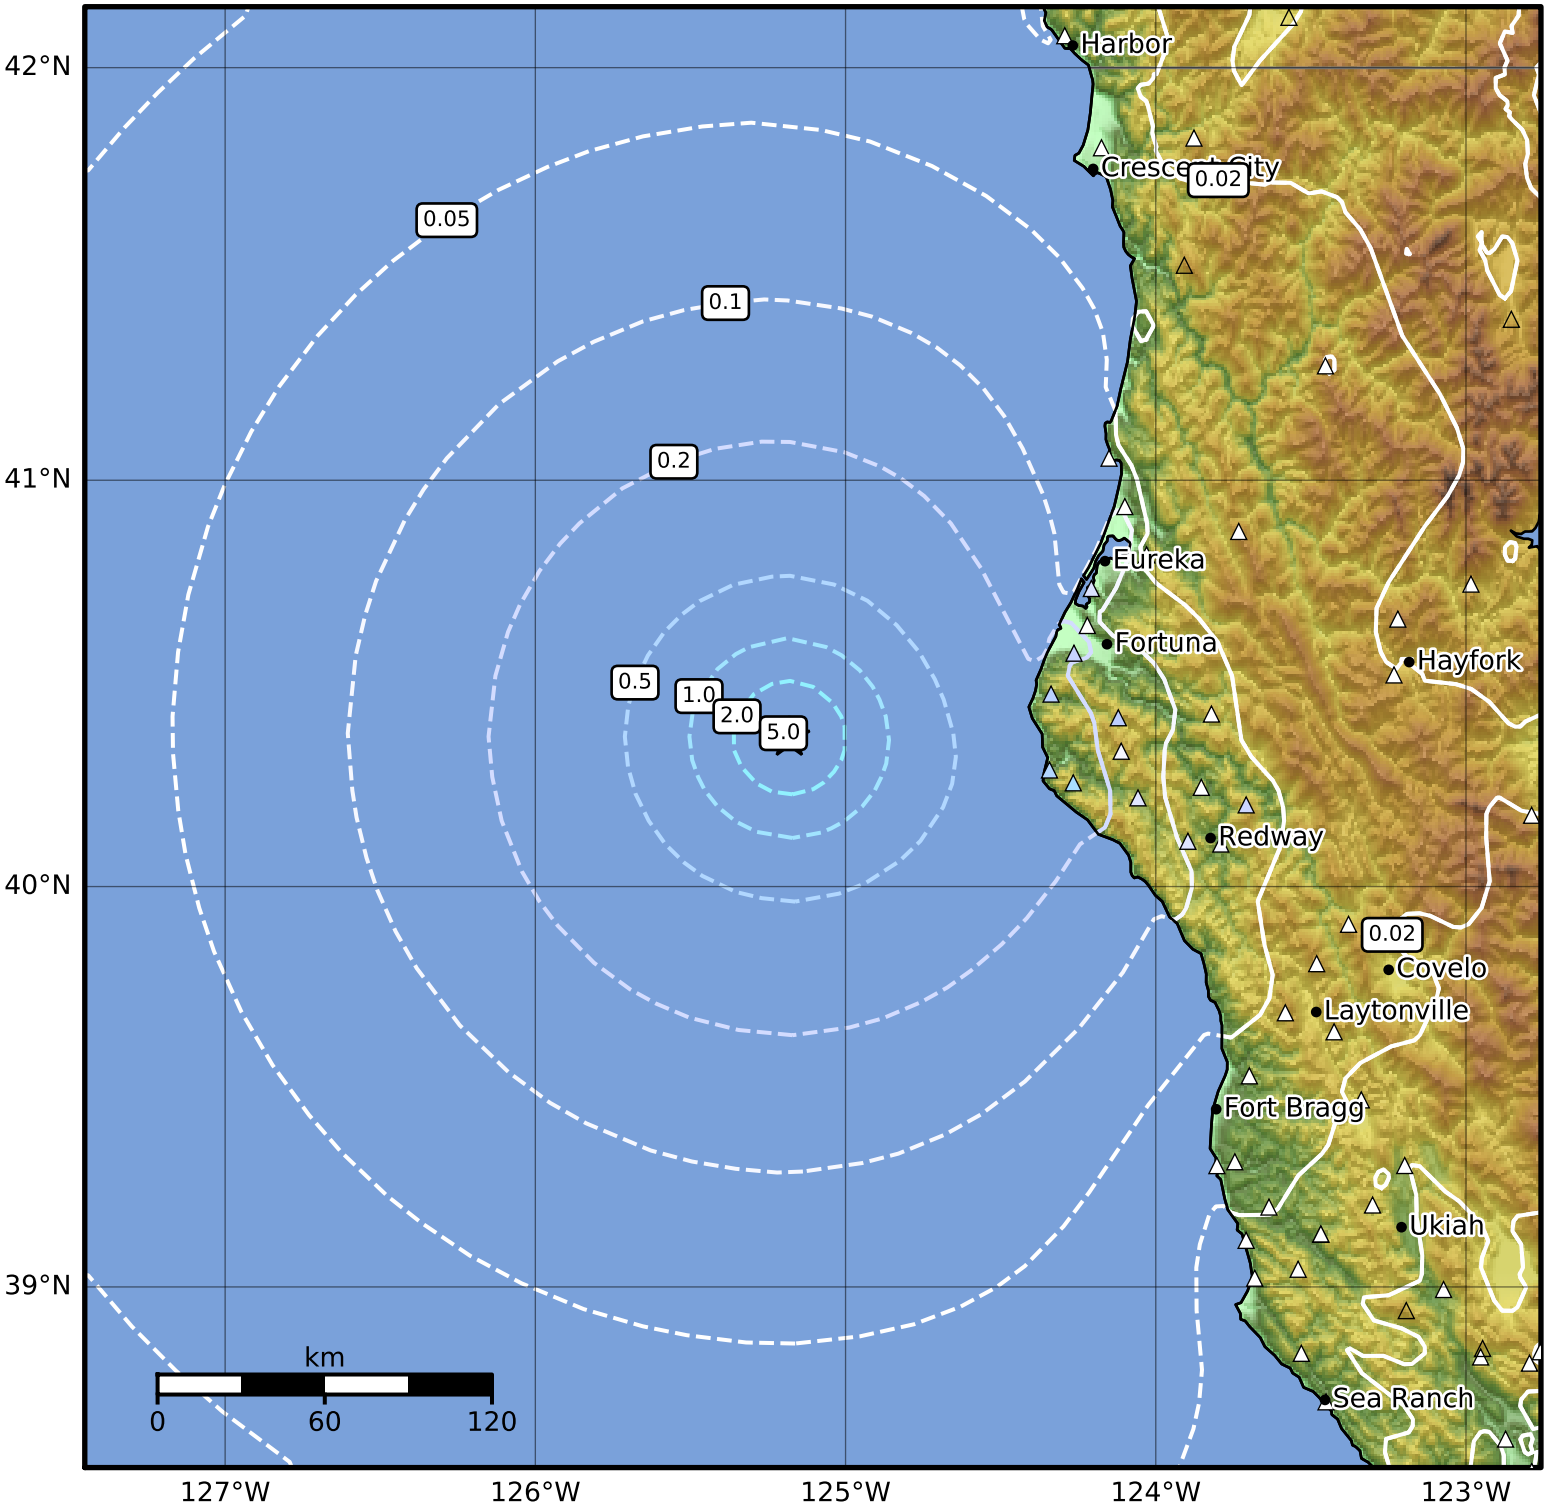 42°N
Harbor
Crescent City
0.02
0.05
0.1
41°N
0.2
Eureka
Fortuna
Hayfork
0.5
1.0
2.0
5.0
Redway
40°N
0.02
Covelo
Laytonville
Fort Bragg
Ukiah
39°N
km
0 60 120
Sea Ranch
127°W 126°W 125°W 124°W 123°W